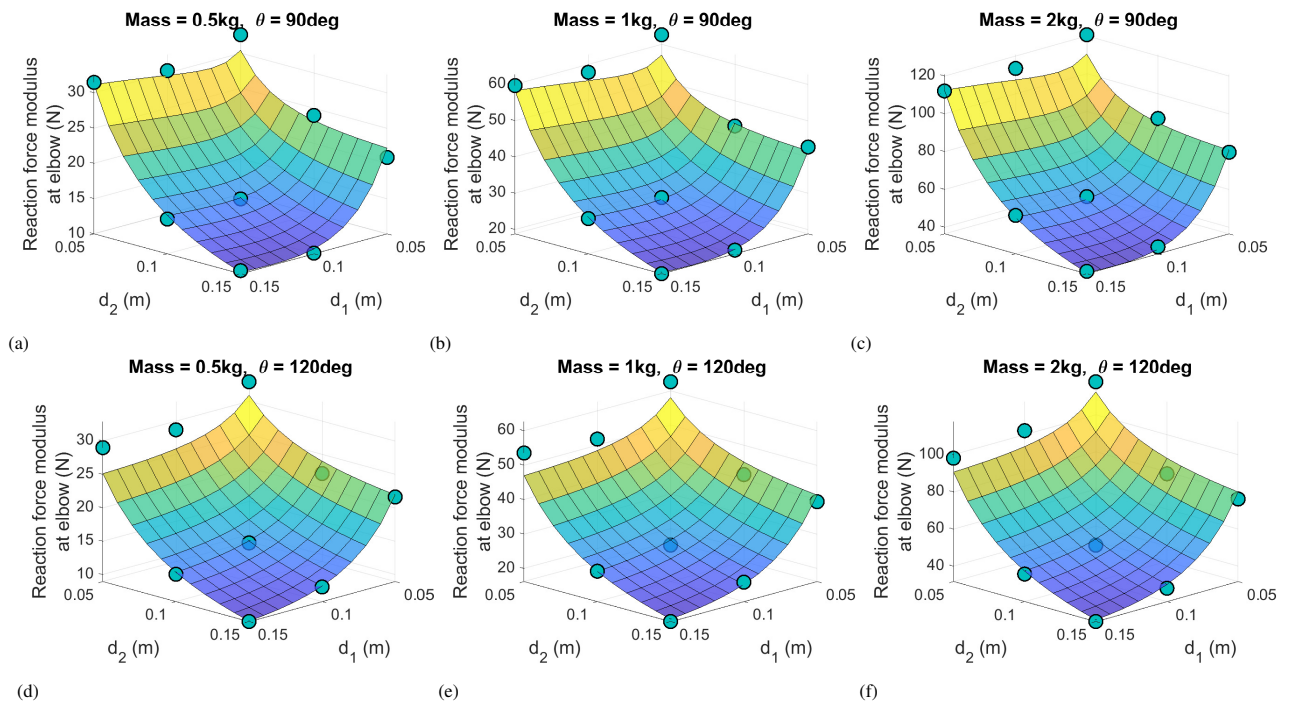 Mass = 0.5kg, θ = 90deg
Reaction force modulus
at elbow (N)
30
25
20
15
10
0.05
0.1
0.15
0.15
0.1
0.05
d2 (m)
d1 (m)
(a)
Mass = 1kg, θ = 90deg
Reaction force modulus
at elbow (N)
60
50
40
30
20
0.05
0.1
0.15
0.15
0.1
0.05
d2 (m)
d1 (m)
(b)
Mass = 2kg, θ = 90deg
Reaction force modulus
at elbow (N)
120
100
80
60
40
0.05
0.1
0.15
0.15
0.1
0.05
d2 (m)
d1 (m)
(c)
Mass = 0.5kg, θ = 120deg
Reaction force modulus
at elbow (N)
30
25
20
15
10
0.05
0.1
0.15
0.15
0.1
0.05
d2 (m)
d1 (m)
(d)
Mass = 1kg, θ = 120deg
Reaction force modulus
at elbow (N)
60
50
40
30
20
0.05
0.1
0.15
0.15
0.1
0.05
d2 (m)
d1 (m)
(e)
Mass = 2kg, θ = 120deg
Reaction force modulus
at elbow (N)
100
80
60
40
0.05
0.1
0.15
0.15
0.1
0.05
d2 (m)
d1 (m)
(f)